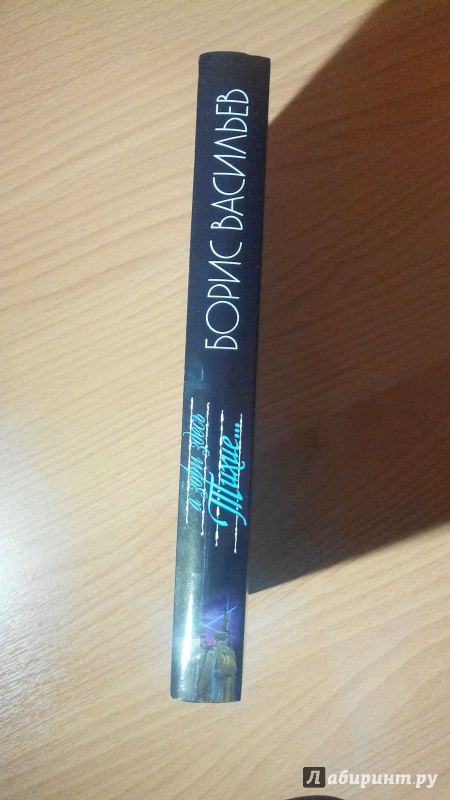 БОРИС ВАСИЛЬЕВ
а зори здесь
Тихие...
Лабиринт.ру